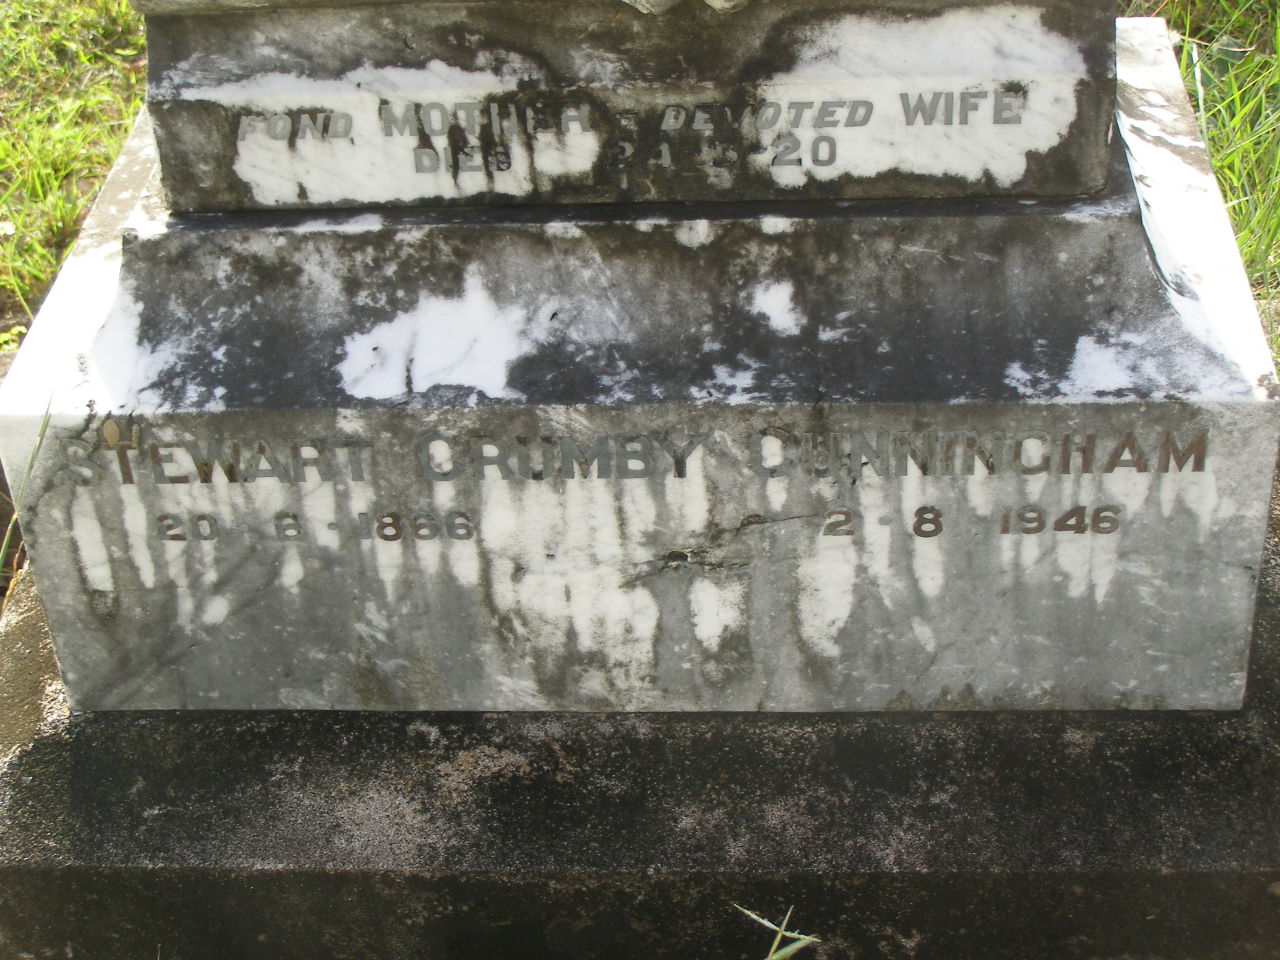 FOND MOTHER – DEVOTED WIFE
DIED 24 · 5 · 20
STEWART CRUMBY CUNNINGHAM
20 · 6 · 1866 – 2 · 8 · 1946